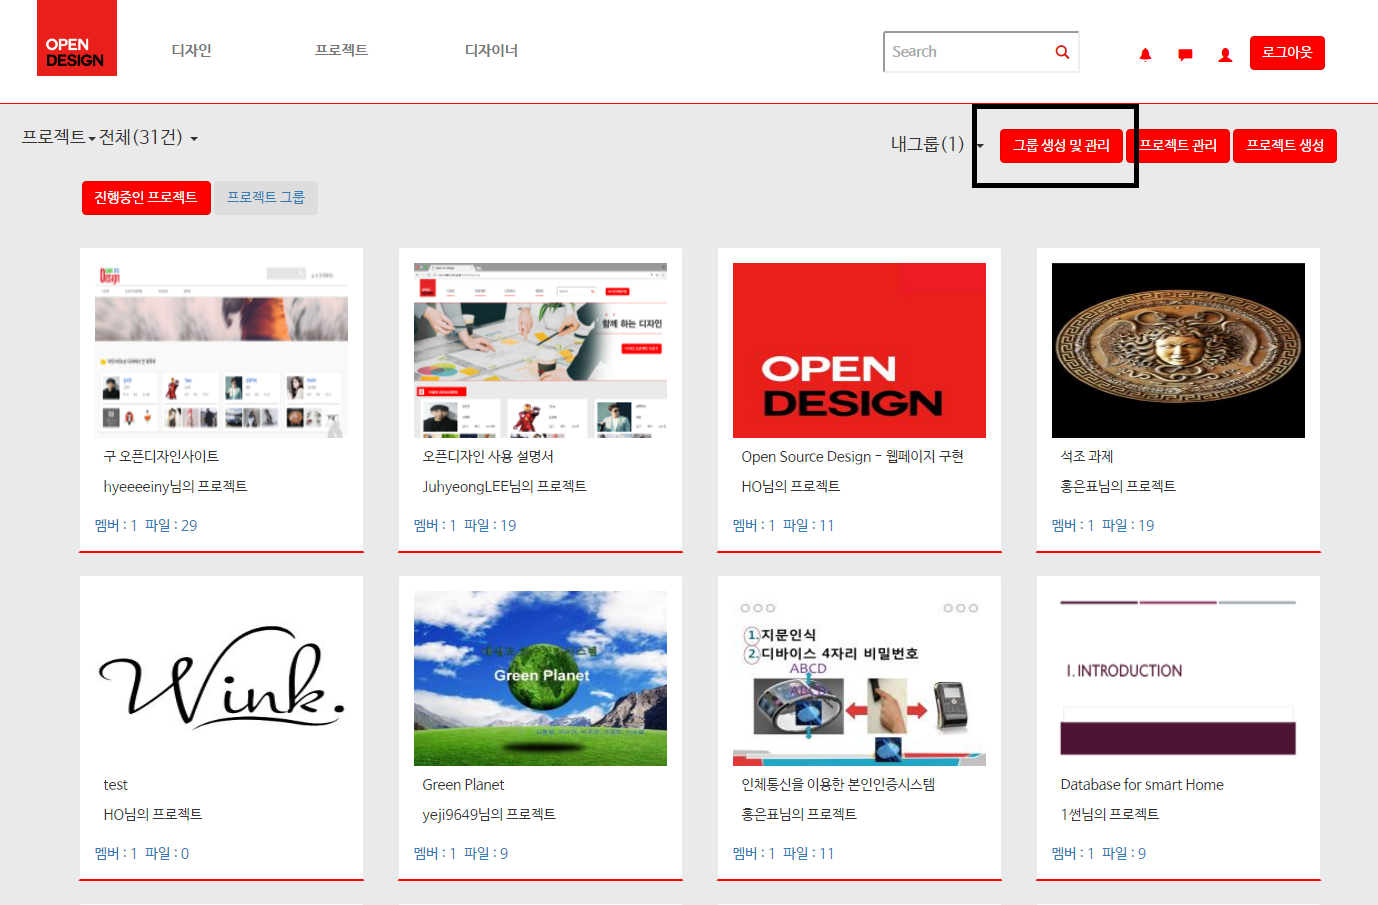 OPEN
DESIGN
디자인
프로젝트
디자이너
Search
로그아웃
프로젝트 전체(31건)
내그룹(1)
그룹 생성 및 관리
프로젝트 관리
프로젝트 생성
진행중인 프로젝트
프로젝트 그룹
Design
구 오픈디자인사이트
hyeeeeiny님의 프로젝트
멤버 : 1 파일 : 29
OPEN
DESIGN
함께 하는 디자인
오픈디자인 사용 설명서
JuhyeongLEE님의 프로젝트
멤버 : 1 파일 : 19
OPEN
DESIGN
Open Source Design - 웹페이지 구현
HO님의 프로젝트
멤버 : 1 파일 : 11
석조 과제
홍은표님의 프로젝트
멤버 : 1 파일 : 19
Wink.
test
HO님의 프로젝트
멤버 : 1 파일 : 0
Green Planet
Green Planet
yeji9649님의 프로젝트
멤버 : 1 파일 : 9
1.지문인식
2.디바이스 4자리 비밀번호
ABCD
ABCD
인체통신을 이용한 본인인증시스템
홍은표님의 프로젝트
멤버 : 1 파일 : 11
I. INTRODUCTION
Database for smart Home
1썬님의 프로젝트
멤버 : 1 파일 : 9